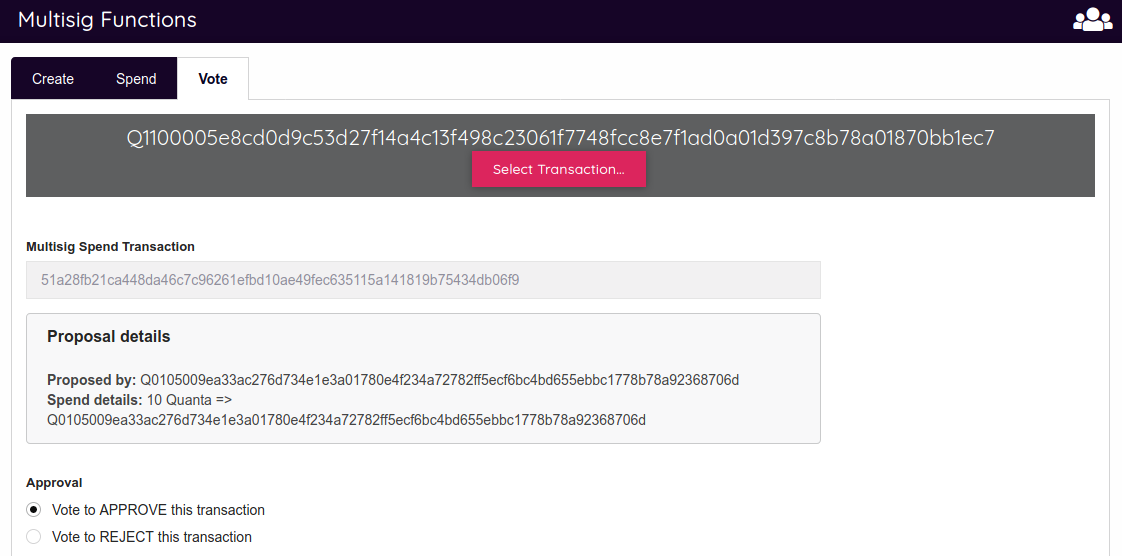 Multisig Functions
Create Spend Vote
Q1100005e8cd0d9c53d27f14a4c13f498c23061f7748fcc8e7f1ad0a01d397c8b78a01870bb1ec7
Select Transaction...
Multisig Spend Transaction
51a28fb21ca448da46c7c96261efbd10ae49fec635115a141819b75434db06f9
Proposal details
Proposed by: Q0105009ea33ac276d734e1e3a01780e4f234a72782ff5ecf6bc4bd655ebbc1778b78a92368706d
Spend details: 10 Quanta =>
Q0105009ea33ac276d734e1e3a01780e4f234a72782ff5ecf6bc4bd655ebbc1778b78a92368706d
Approval
Vote to APPROVE this transaction
Vote to REJECT this transaction